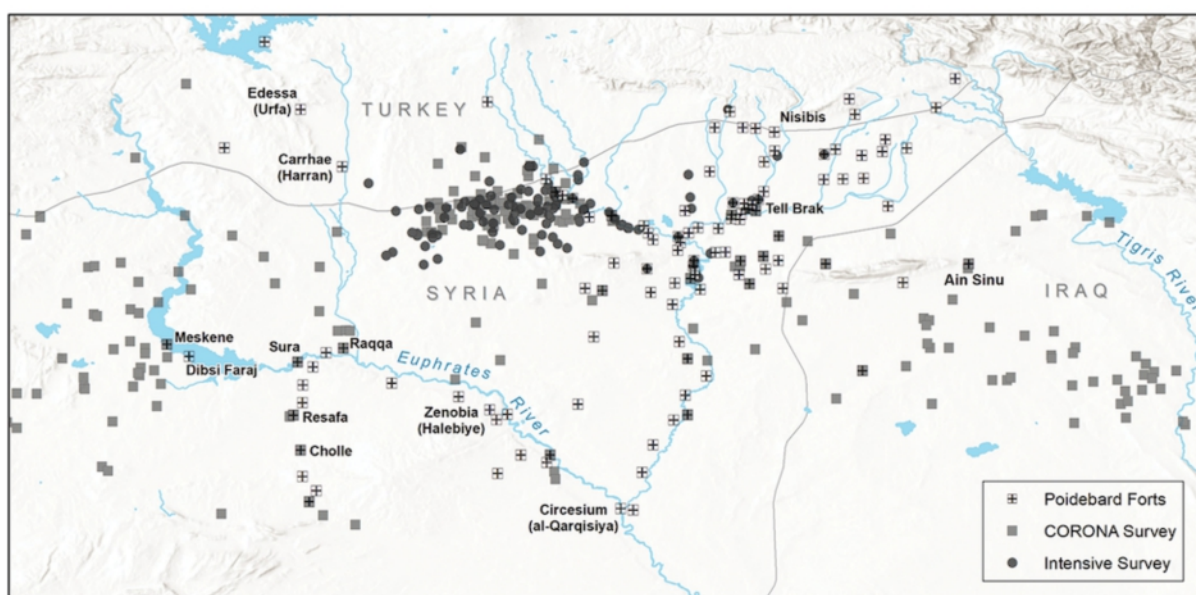 Edessa
(Urfa)
TURKEY
Nisibis
Carrhae
(Harran)
Tell Brak
Tigris River
Ain Sinu
SYRIA
IRAQ
Meskene
Dibsi Faraj
Sura
Raqqa
Euphrates
River
Resafa
Zenobia
(Halebiye)
Cholle
Circesium
(al-Qarqisiya)
Poidebard Forts
CORONA Survey
Intensive Survey